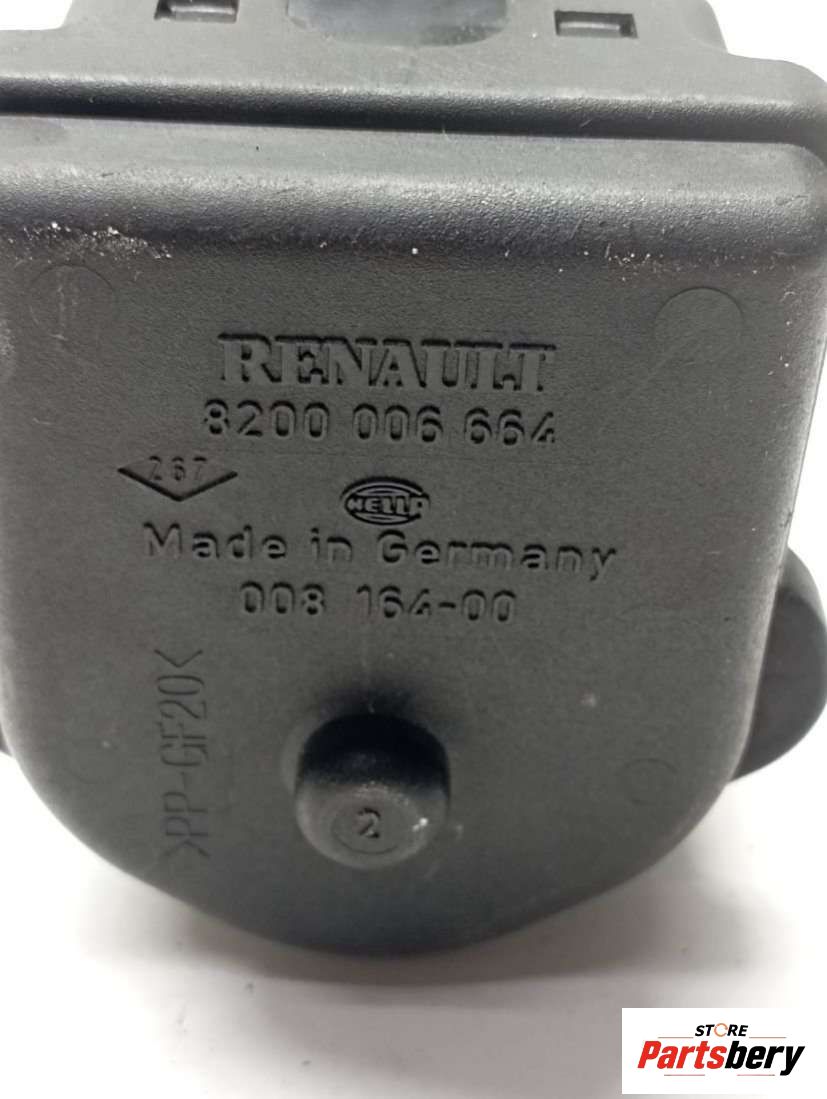 RENAULT
8200 006 664
267
HELLA
Made in Germany
008 164-00
>PP-GF20<
2
STORE
Partsbery